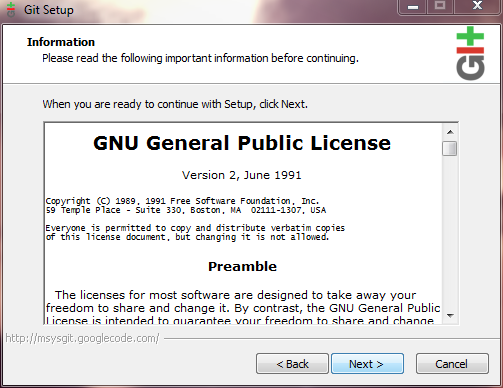 Git Setup
Information
Please read the following important information before continuing.
Git
When you are ready to continue with Setup, click Next.
GNU General Public License
Version 2, June 1991
Copyright (C) 1989, 1991 Free Software Foundation, Inc.
59 Temple Place - Suite 330, Boston, MA  02111-1307, USA
Everyone is permitted to copy and distribute verbatim copies
of this license document, but changing it is not allowed.
Preamble
The licenses for most software are designed to take away your
freedom to share and change it. By contrast, the GNU General Public
License is intended to guarantee your freedom to share and change
http://msysgit.googlecode.com/
< Back
Next >
Cancel